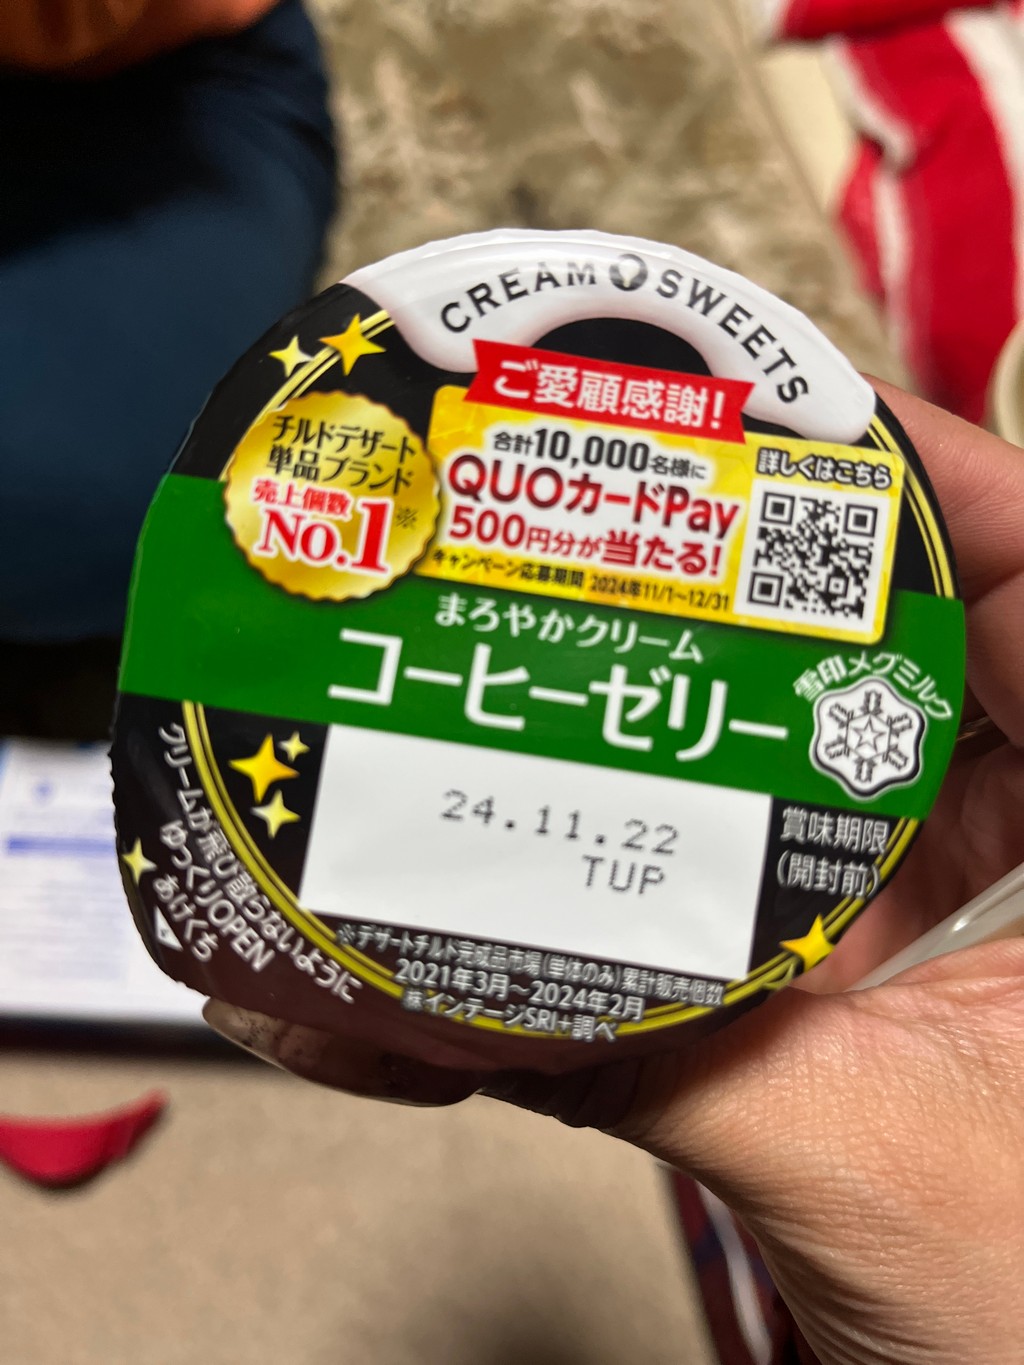 CREAM SWEETS
ご愛顧感謝!
チルドデザート
単品ブランド
売上個数
No.1※
合計10,000名様に
QUOカードPay
500円分が当たる!
キャンペーン応募期間 2024年11/1~12/31
詳しくはこちら
まろやかクリーム
コーヒーゼリー
雪印メグミルク
24.11.22
TUP
賞味期限
(開封前)
クリームが飛び散らないように
ゆっくりOPEN
あけくち
※デザートチルド完成品市場(単体のみ)累計販売個数
2021年3月~2024年2月
㈱インテージSRI+調べ